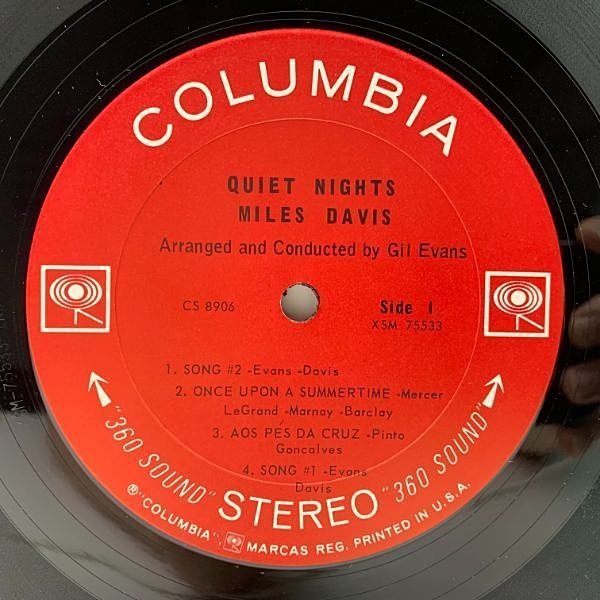 COLUMBIA
QUIET NIGHTS
MILES DAVIS
Arranged and Conducted by Gil Evans
CS 8906
Side 1
XSM 75533
1. SONG #2 -Evans -Davis
2. ONCE UPON A SUMMERTIME -Mercer
LeGrand -Marnay -Barclay
3. AOS PES DA CRUZ -Pinto
Goncalves
4. SONG #1 -Evans
Davis
"360 SOUND" STEREO "360 SOUND"
® "COLUMBIA", MARCAS REG. PRINTED IN U.S.A.